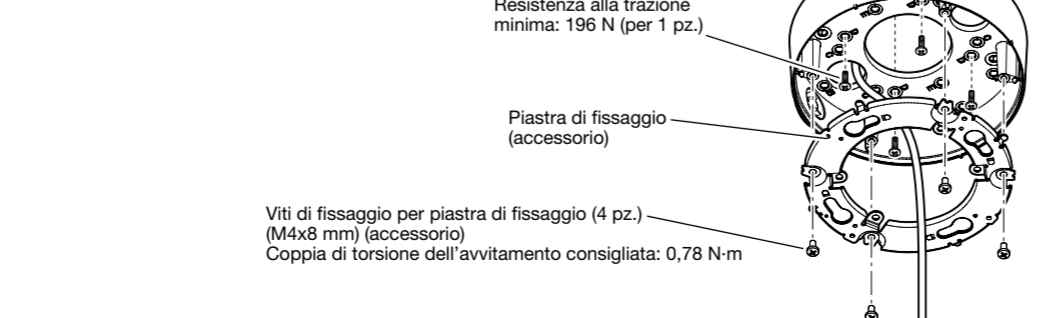 Resistenza alla trazione
minima: 196 N (per 1 pz.)
Piastra di fissaggio
(accessorio)
Viti di fissaggio per piastra di fissaggio (4 pz.)
(M4x8 mm) (accessorio)
Coppia di torsione dell'avvitamento consigliata: 0,78 N·m